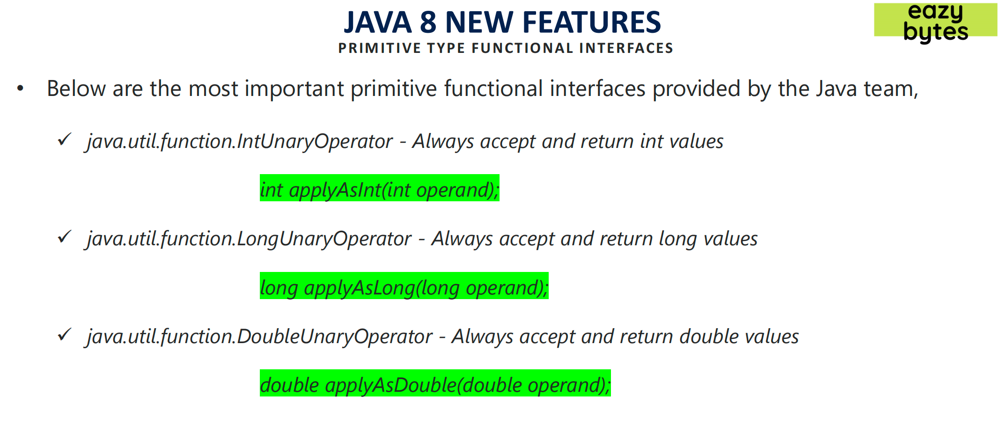 JAVA 8 NEW FEATURES
PRIMITIVE TYPE FUNCTIONAL INTERFACES
eazy
bytes
• Below are the most important primitive functional interfaces provided by the Java team,
✓ java.util.function.IntUnaryOperator - Always accept and return int values
int applyAsInt(int operand);
✓ java.util.function.LongUnaryOperator - Always accept and return long values
long applyAsLong(long operand);
✓ java.util.function.DoubleUnaryOperator - Always accept and return double values
double applyAsDouble(double operand);